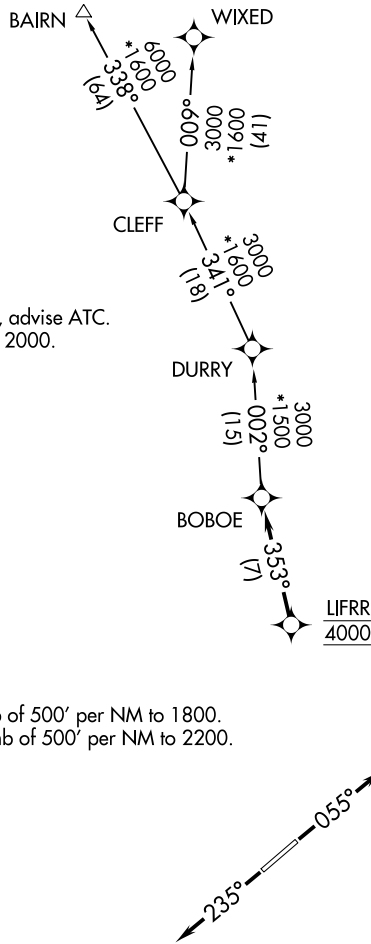 BAIRN
WIXED
6000
*1600
338°
(64)
009°
3000
*1600
(41)
CLEFF
3000
*1600
341°
(18)
, advise ATC.
2000.
DURRY
3000
*1500
002°
(15)
BOBOE
353°
(7)
LIFRR
4000
of 500' per NM to 1800.
nb of 500' per NM to 2200.
055°
235°